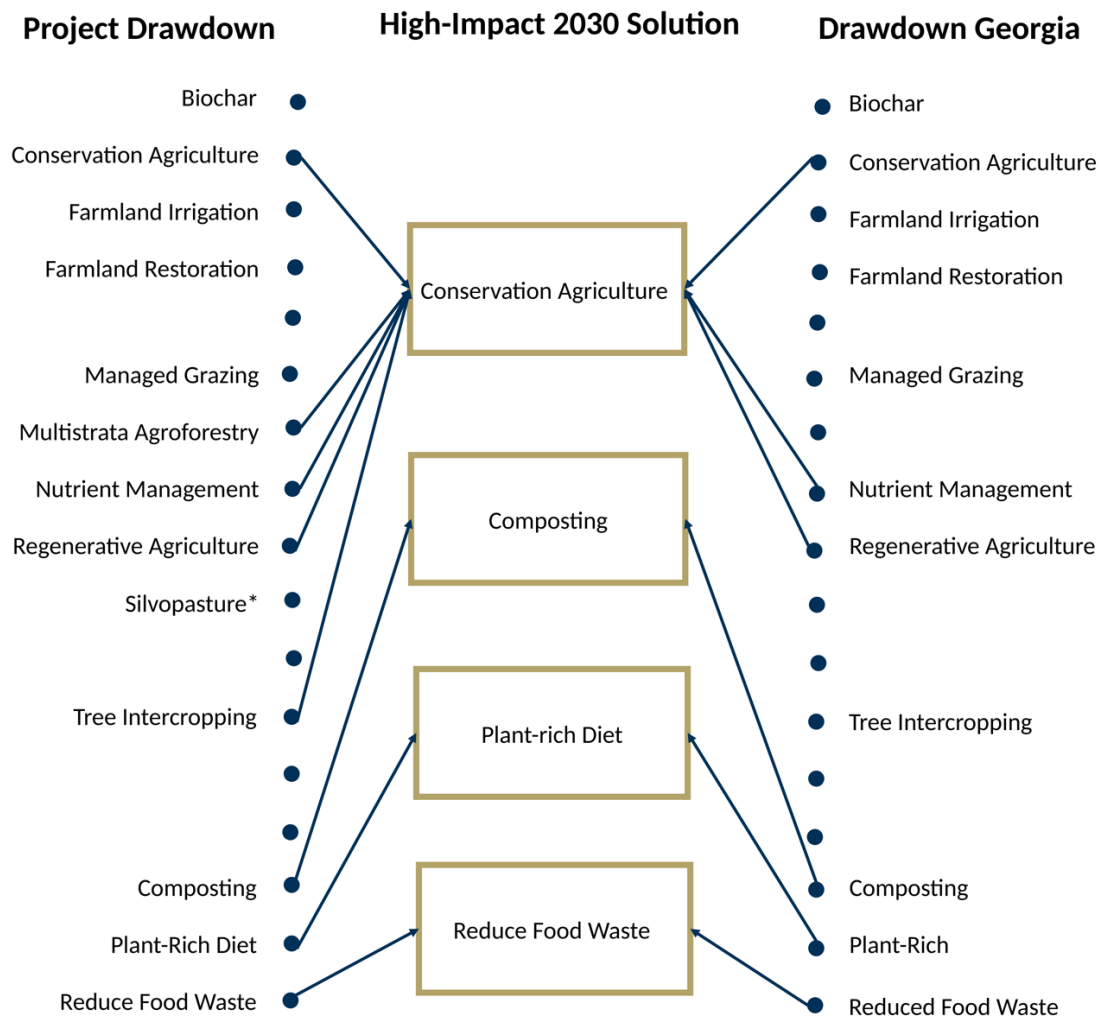 Project Drawdown
High-Impact 2030 Solution
Drawdown Georgia
Biochar
Conservation Agriculture
Farmland Irrigation
Farmland Restoration
Managed Grazing
Multistrata Agroforestry
Nutrient Management
Regenerative Agriculture
Silvopasture*
Tree Intercropping
Composting
Plant-Rich Diet
Reduce Food Waste
Conservation Agriculture
Composting
Plant-rich Diet
Reduce Food Waste
Biochar
Conservation Agriculture
Farmland Irrigation
Farmland Restoration
Managed Grazing
Nutrient Management
Regenerative Agriculture
Tree Intercropping
Composting
Plant-Rich
Reduced Food Waste